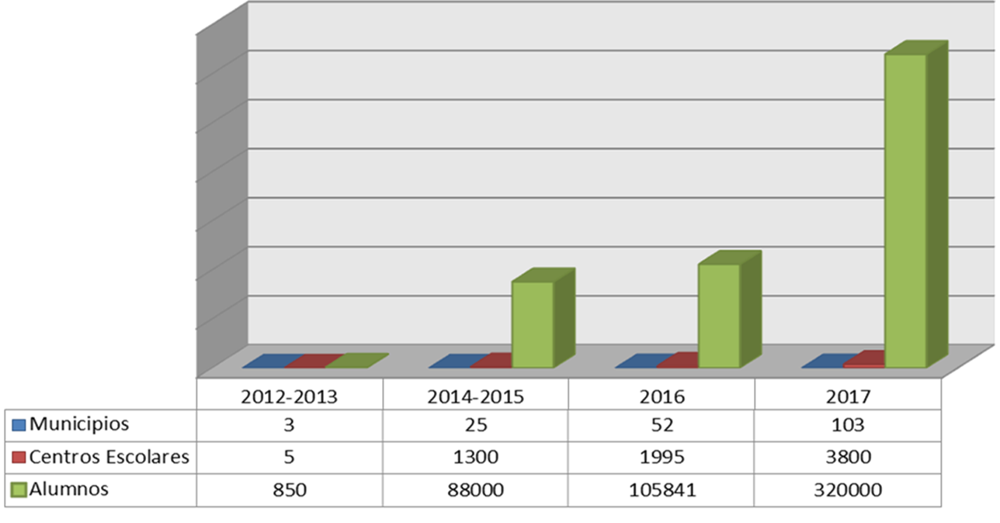 2012-2013 2014-2015 2016 2017
Municipios 3 25 52 103
Centros Escolares 5 1300 1995 3800
Alumnos 850 88000 105841 320000